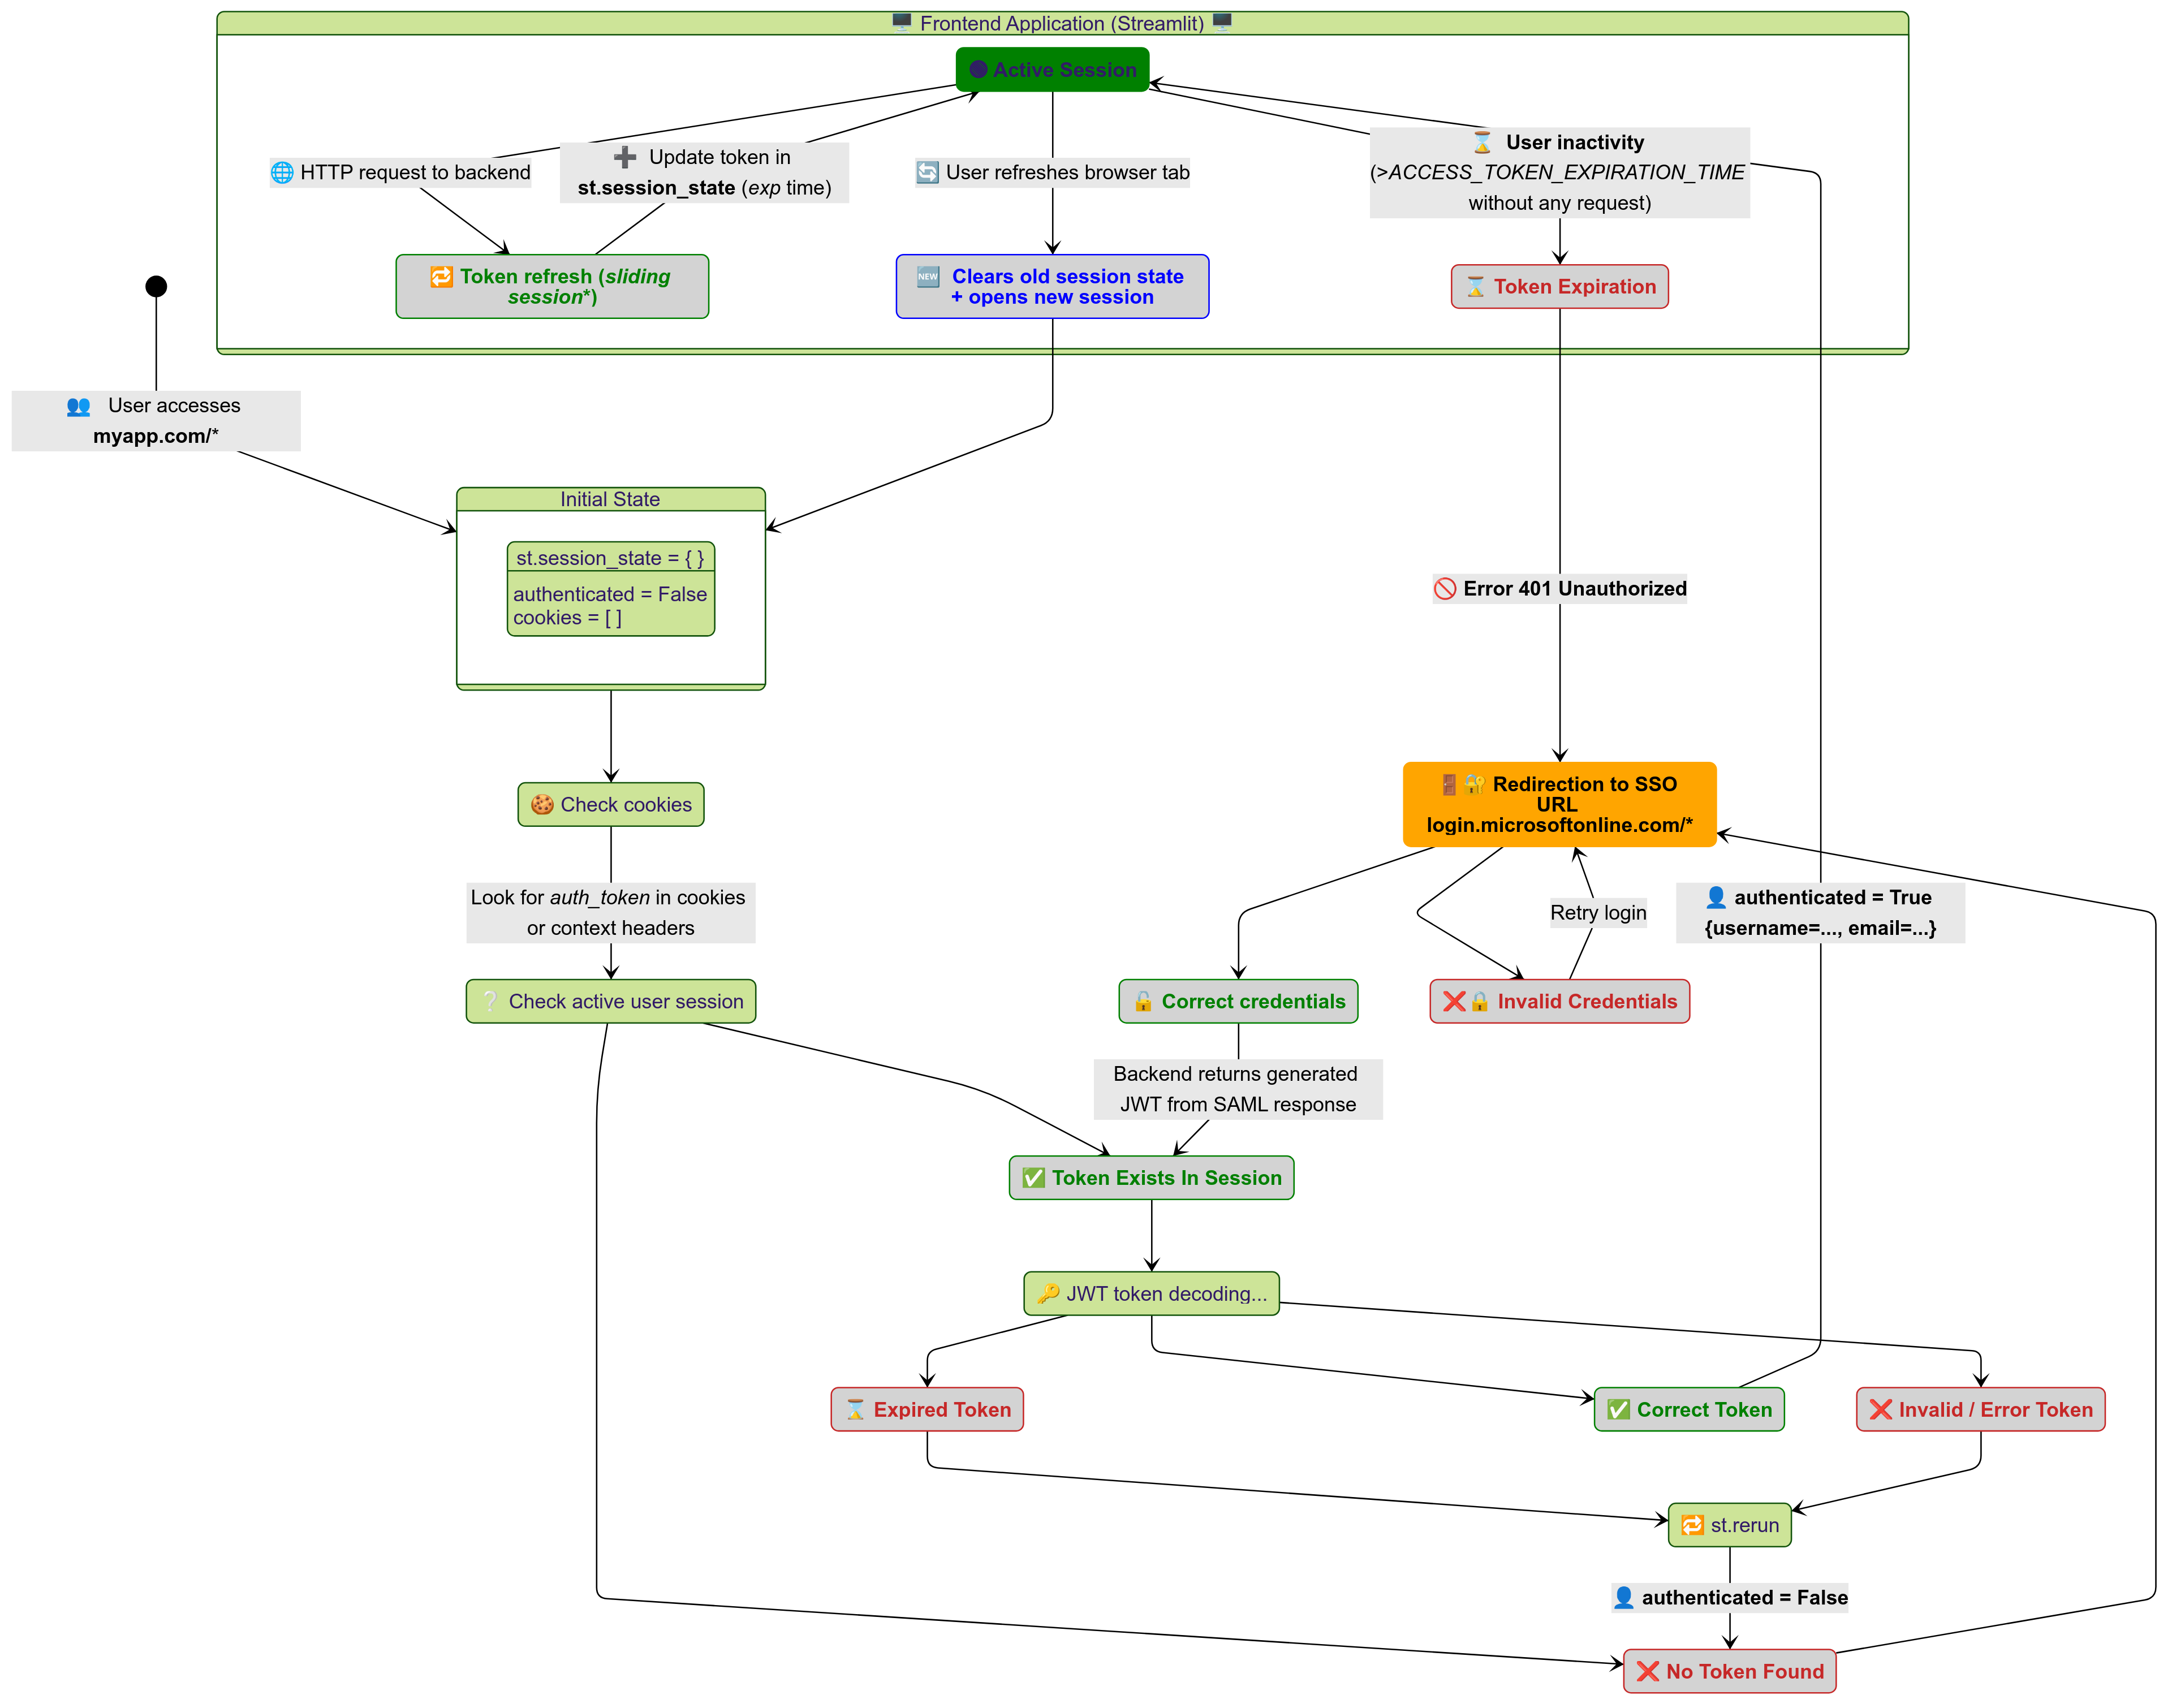 🖥️ Frontend Application (Streamlit) 🖥️
Active Session
🌐 HTTP request to backend
➕ Update token in
st.session_state (exp time)
🔄 User refreshes browser tab
⌛ User inactivity
(>ACCESS_TOKEN_EXPIRATION_TIME
without any request)
🔁 Token refresh (sliding
session*)
🆕 Clears old session state
+ opens new session
⌛ Token Expiration
👥 User accesses
myapp.com/*
Initial State
st.session_state = { }
authenticated = False
cookies = [ ]
🚫 Error 401 Unauthorized
🍪 Check cookies
🚪🔐 Redirection to SSO
URL
login.microsoftonline.com/*
Look for auth_token in cookies
or context headers
Retry login
👤 authenticated = True
{username=..., email=...}
❔ Check active user session
🔓 Correct credentials
❌🔒 Invalid Credentials
Backend returns generated
JWT from SAML response
✅ Token Exists In Session
🔑 JWT token decoding...
⌛ Expired Token
✅ Correct Token
❌ Invalid / Error Token
🔁 st.rerun
👤 authenticated = False
❌ No Token Found